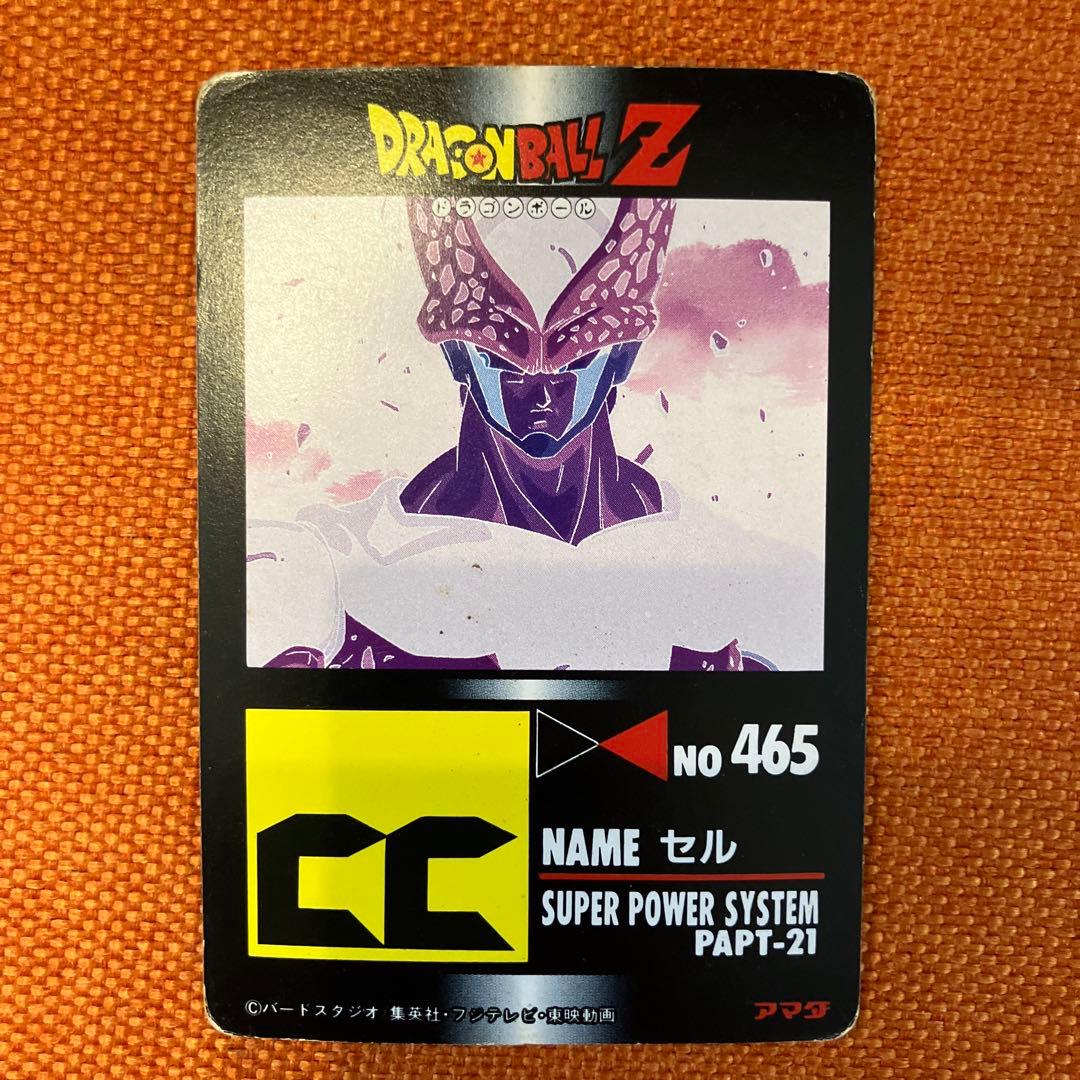 DRAGONBALL Z
ドラゴンボール
CC
NO 465
NAME セル
SUPER POWER SYSTEM
PAPT-21
©バードスタジオ/集英社・フジテレビ・東映動画
アマダ